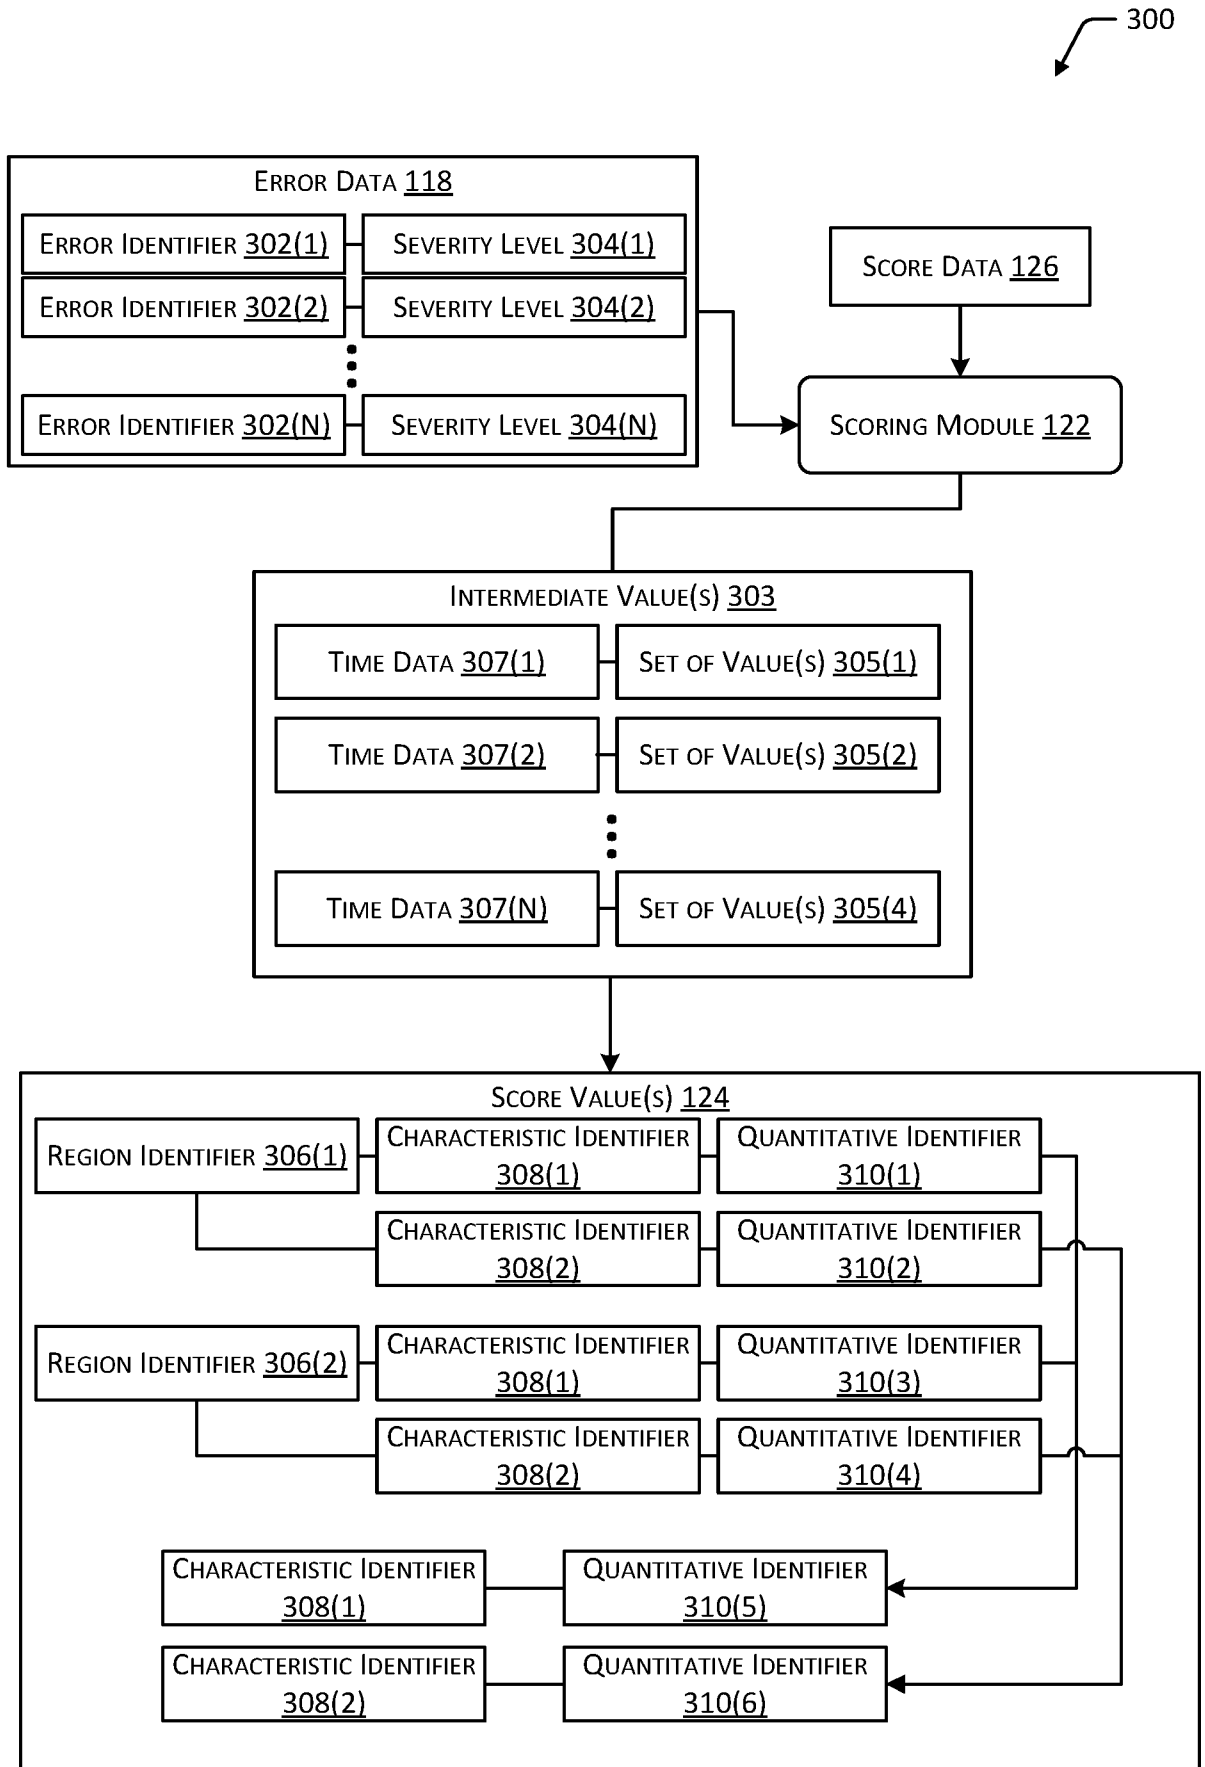 300
ERROR DATA 118
ERROR IDENTIFIER 302(1)
SEVERITY LEVEL 304(1)
ERROR IDENTIFIER 302(2)
SEVERITY LEVEL 304(2)
ERROR IDENTIFIER 302(N)
SEVERITY LEVEL 304(N)
SCORE DATA 126
SCORING MODULE 122
INTERMEDIATE VALUE(S) 303
TIME DATA 307(1)
SET OF VALUE(S) 305(1)
TIME DATA 307(2)
SET OF VALUE(S) 305(2)
TIME DATA 307(N)
SET OF VALUE(S) 305(4)
SCORE VALUE(S) 124
REGION IDENTIFIER 306(1)
CHARACTERISTIC IDENTIFIER
308(1)
QUANTITATIVE IDENTIFIER
310(1)
CHARACTERISTIC IDENTIFIER
308(2)
QUANTITATIVE IDENTIFIER
310(2)
REGION IDENTIFIER 306(2)
CHARACTERISTIC IDENTIFIER
308(1)
QUANTITATIVE IDENTIFIER
310(3)
CHARACTERISTIC IDENTIFIER
308(2)
QUANTITATIVE IDENTIFIER
310(4)
CHARACTERISTIC IDENTIFIER
308(1)
QUANTITATIVE IDENTIFIER
310(5)
CHARACTERISTIC IDENTIFIER
308(2)
QUANTITATIVE IDENTIFIER
310(6)